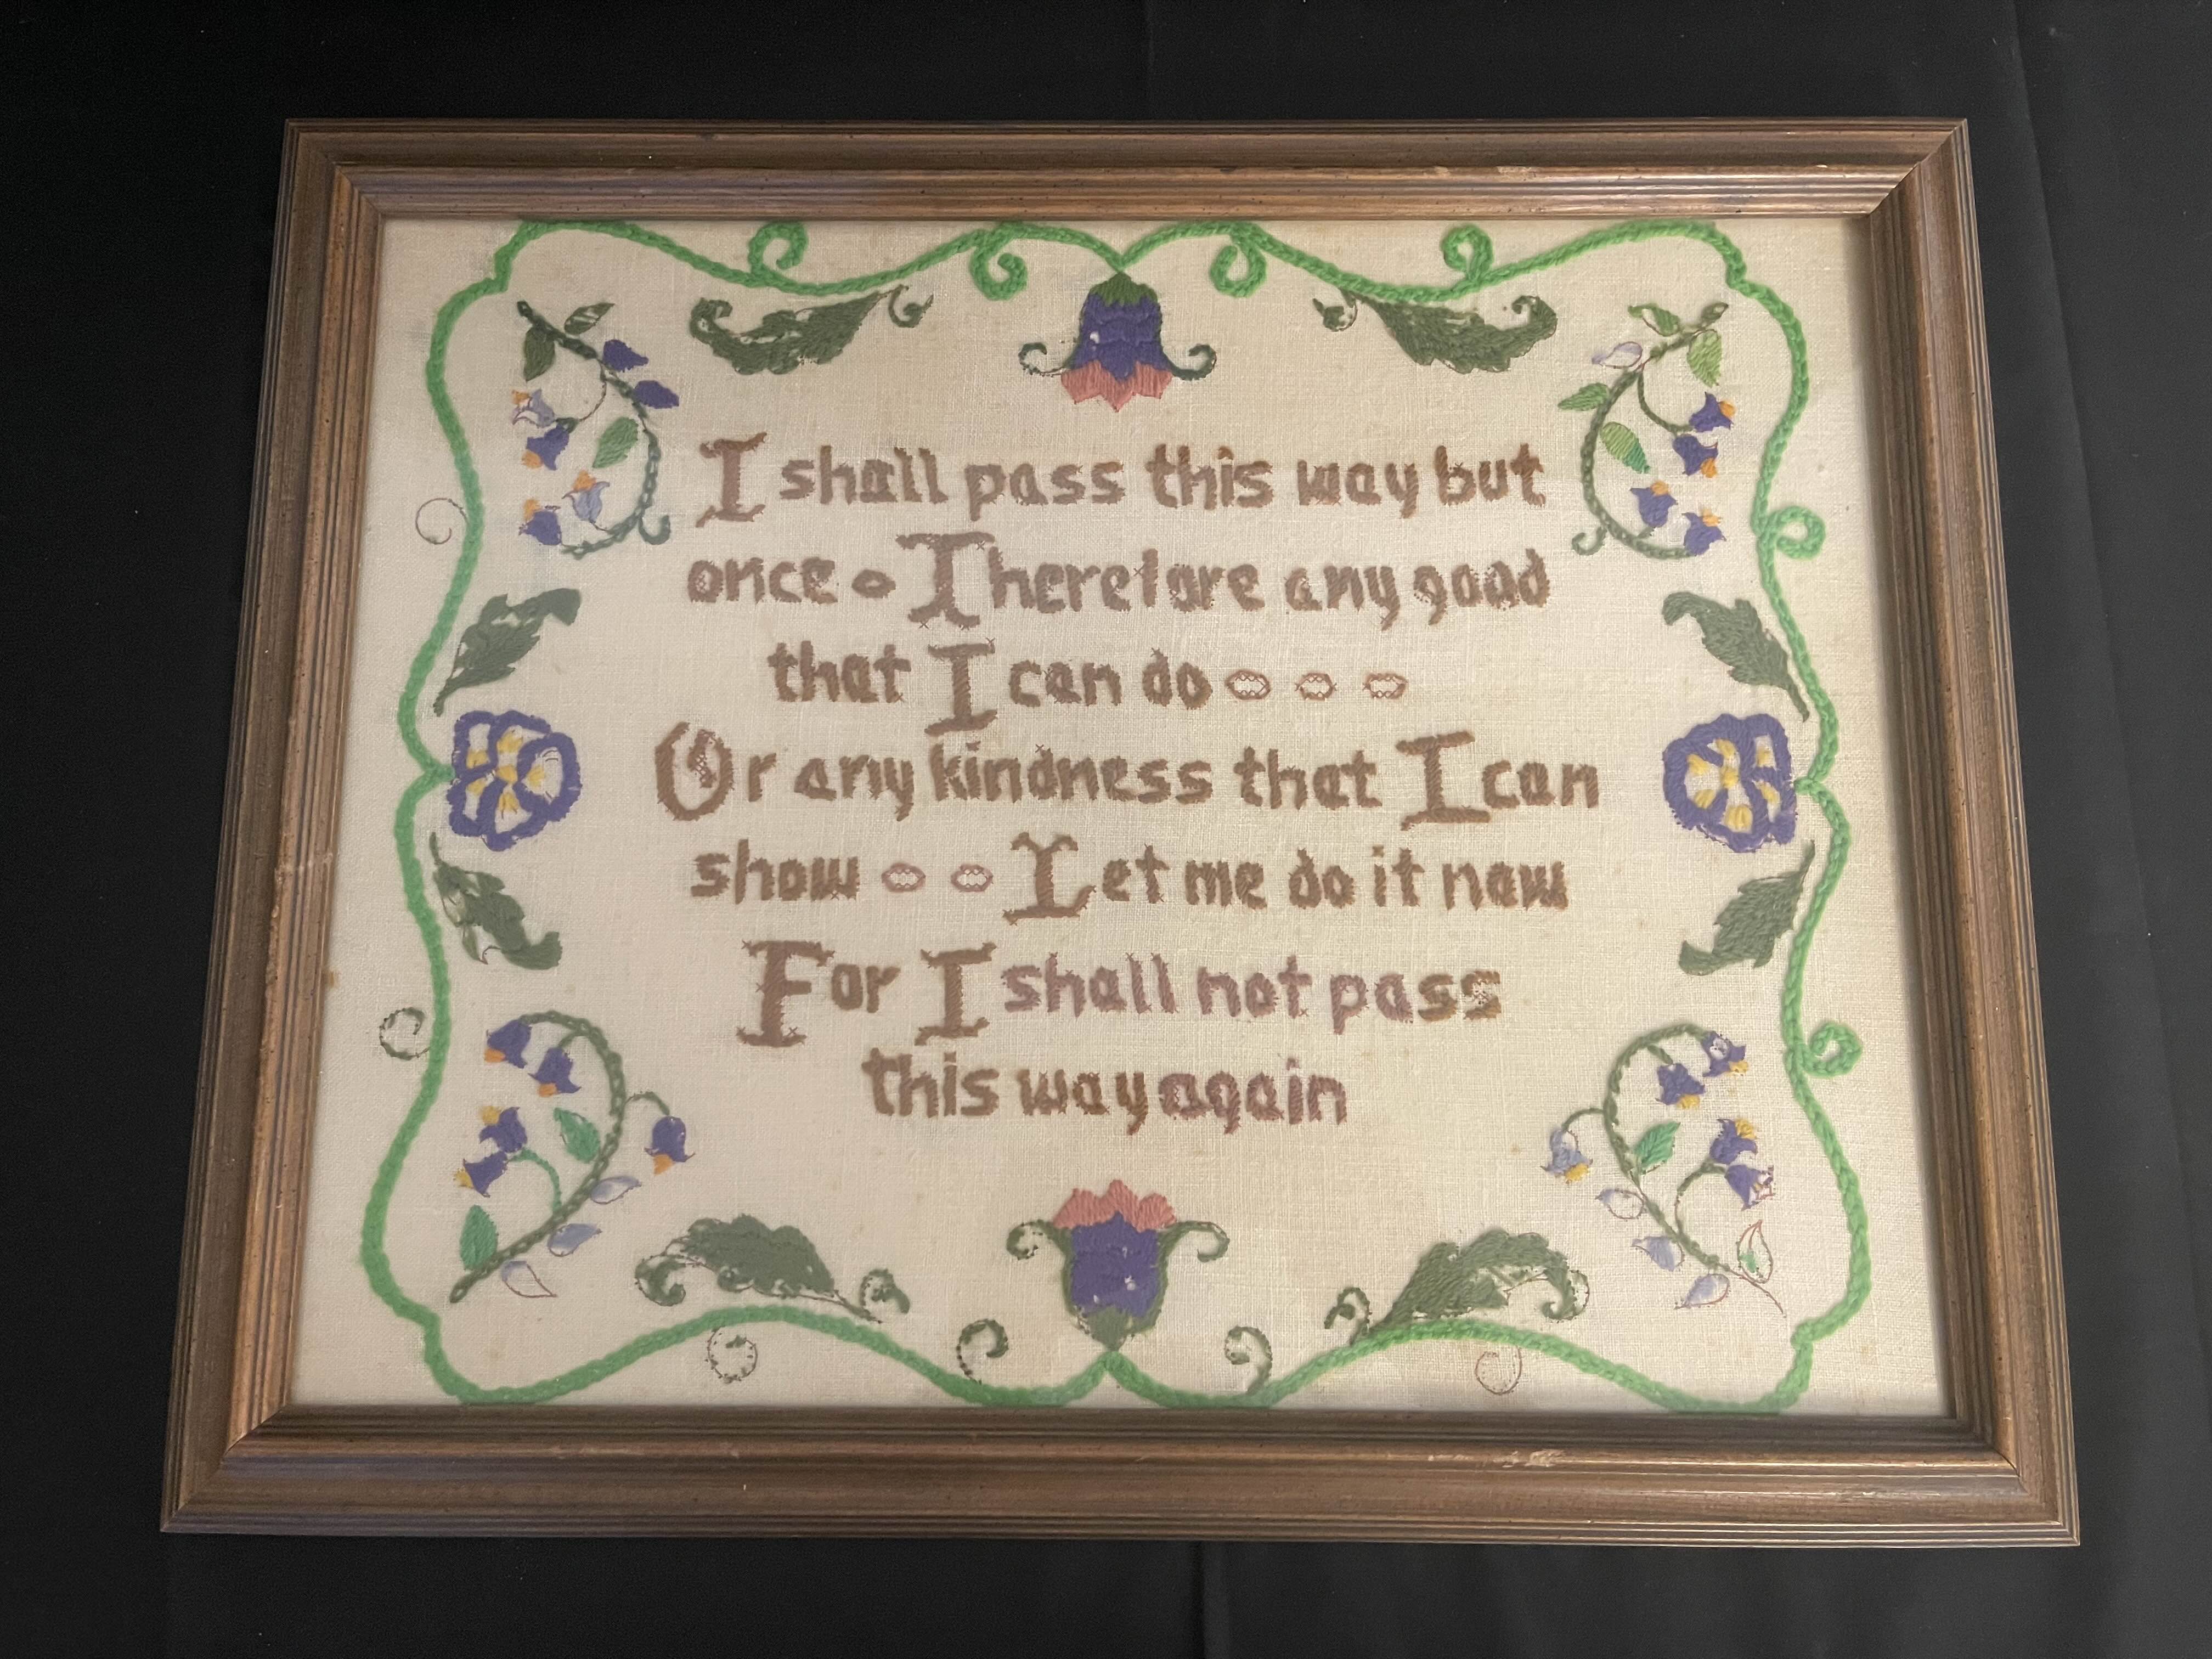 I shall pass this way but
once - Therefore any good
that I can do - - -
Or any kindness that I can
show - - Let me do it now
For I shall not pass
this way again